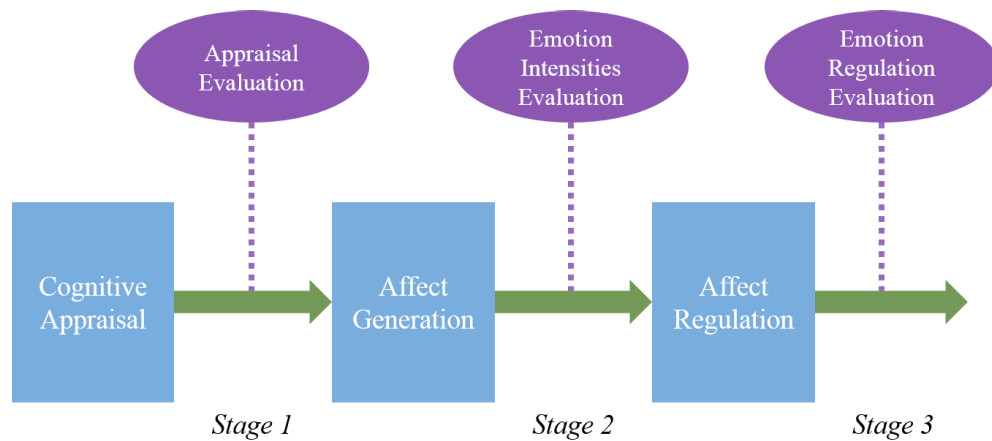 Appraisal
Evaluation
Emotion
Intensities
Evaluation
Emotion
Regulation
Evaluation
Cognitive
Appraisal
Affect
Generation
Affect
Regulation
Stage 1
Stage 2
Stage 3